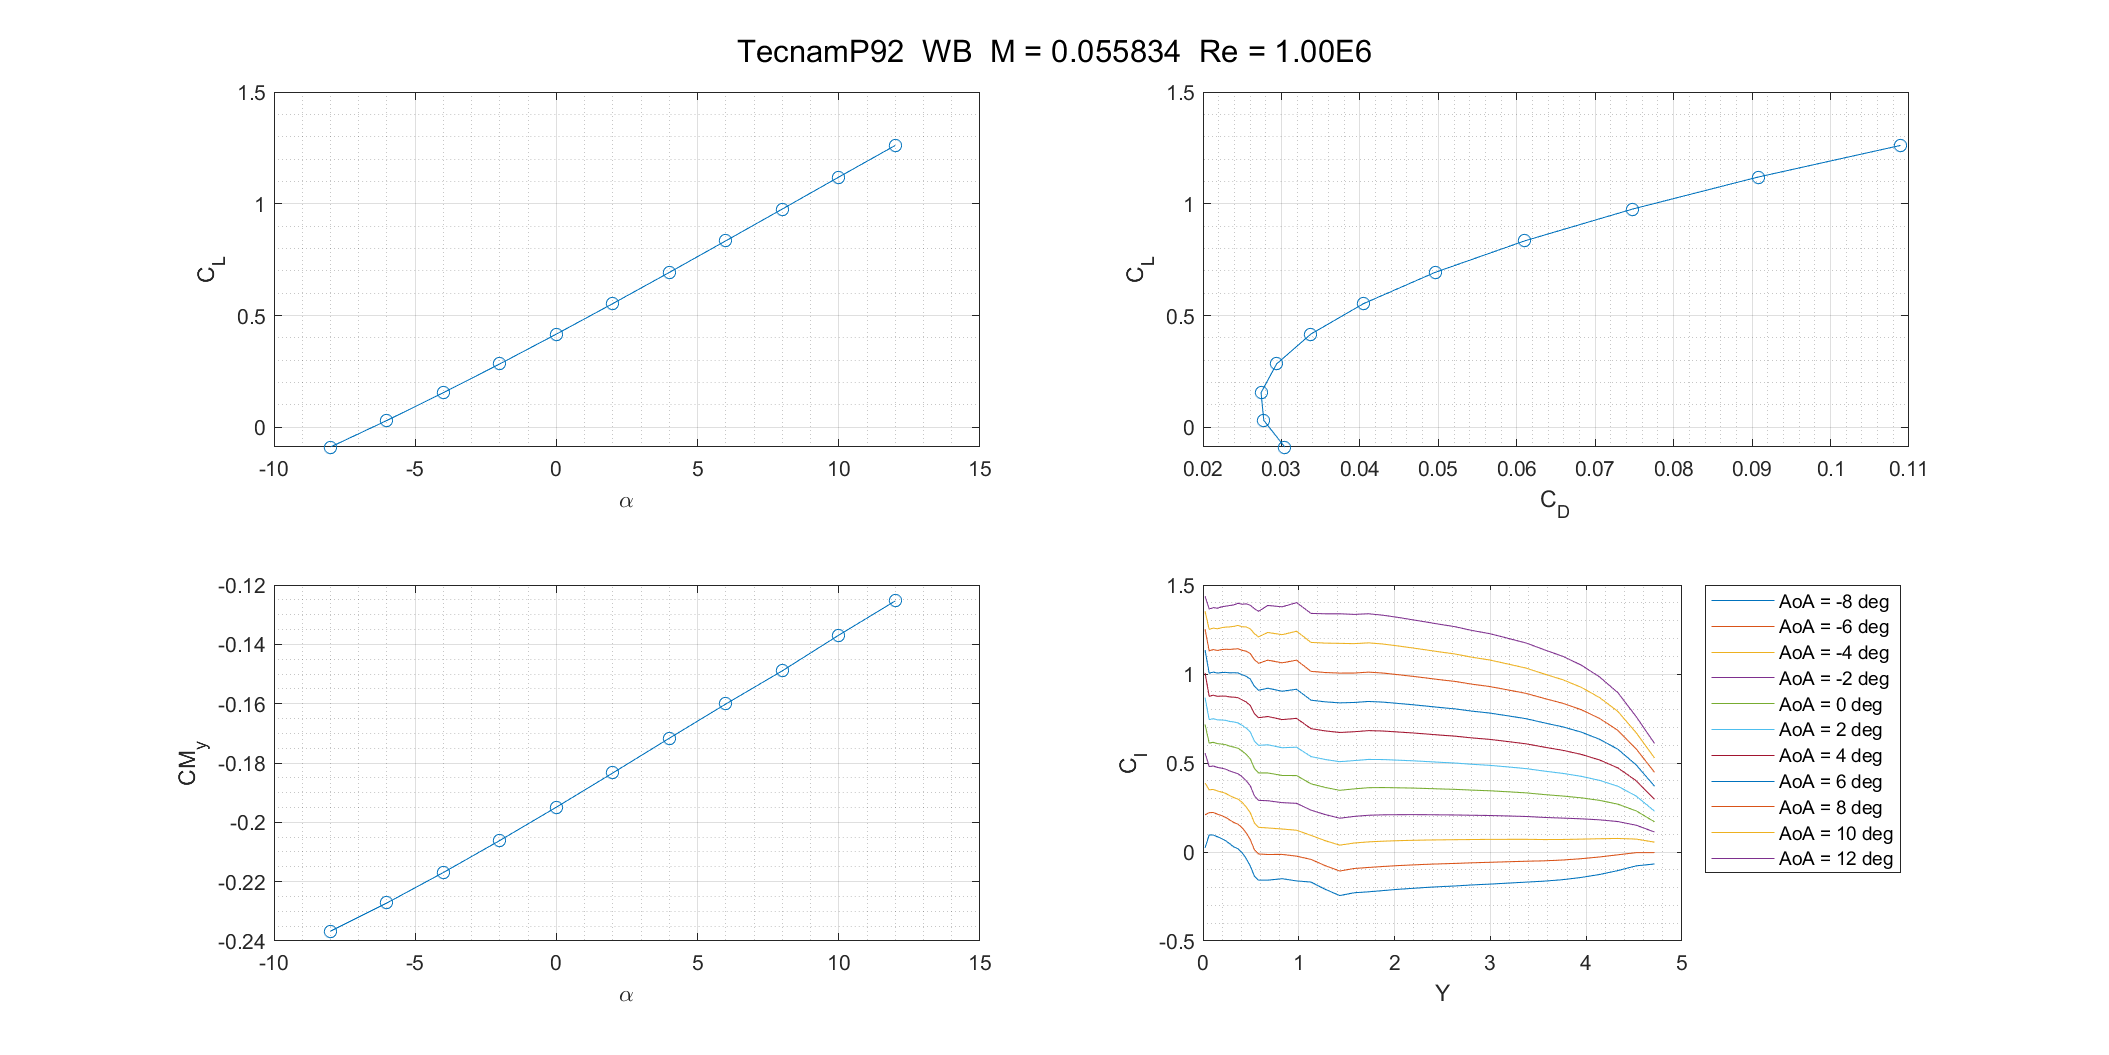 TecnamP92 WB M = 0.055834 Re = 1.00E6
1.5
1
0.5
0
C_L
-10 -5 0 5 10 15
α
1.5
1
0.5
0
C_L
0.02 0.03 0.04 0.05 0.06 0.07 0.08 0.09 0.1 0.11
C_D
-0.12
-0.14
-0.16
-0.18
-0.2
-0.22
-0.24
CM_y
-10 -5 0 5 10 15
α
1.5
1
0.5
0
-0.5
C_l
0 1 2 3 4 5
Y
AoA = -8 deg
AoA = -6 deg
AoA = -4 deg
AoA = -2 deg
AoA = 0 deg
AoA = 2 deg
AoA = 4 deg
AoA = 6 deg
AoA = 8 deg
AoA = 10 deg
AoA = 12 deg